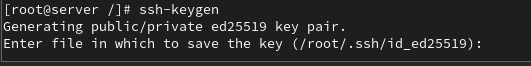 [root@server /]# ssh-keygen
Generating public/private ed25519 key pair.
Enter file in which to save the key (/root/.ssh/id_ed25519):